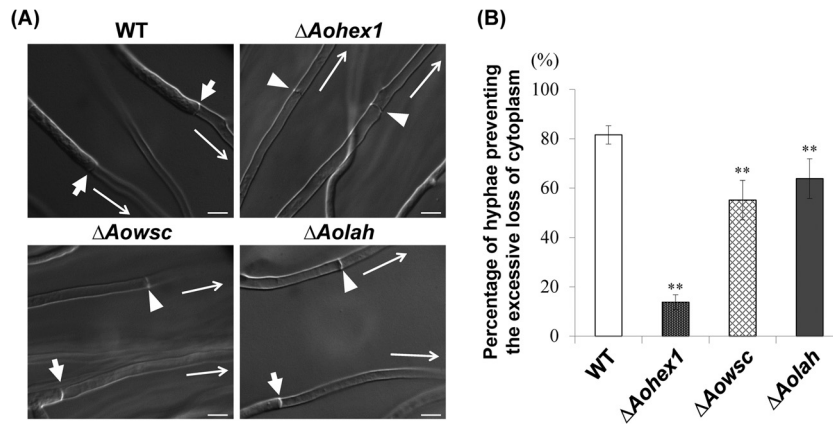 (A)
WT
ΔAohex1
ΔAowsc
ΔAolah
(B)
(%)
Percentage of hyphae preventing
the excessive loss of cytoplasm
100
80
60
40
20
0
**
**
**
WT
ΔAohex1
ΔAowsc
ΔAolah